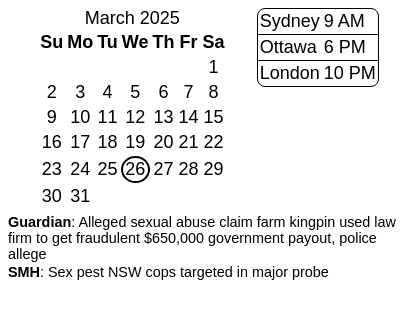 March 2025
Su Mo Tu We Th Fr Sa
1
2 3 4 5 6 7 8
9 10 11 12 13 14 15
16 17 18 19 20 21 22
23 24 25 26 27 28 29
30 31
Sydney 9 AM
Ottawa 6 PM
London 10 PM
Guardian: Alleged sexual abuse claim farm kingpin used law
firm to get fraudulent $650,000 government payout, police
allege
SMH: Sex pest NSW cops targeted in major probe